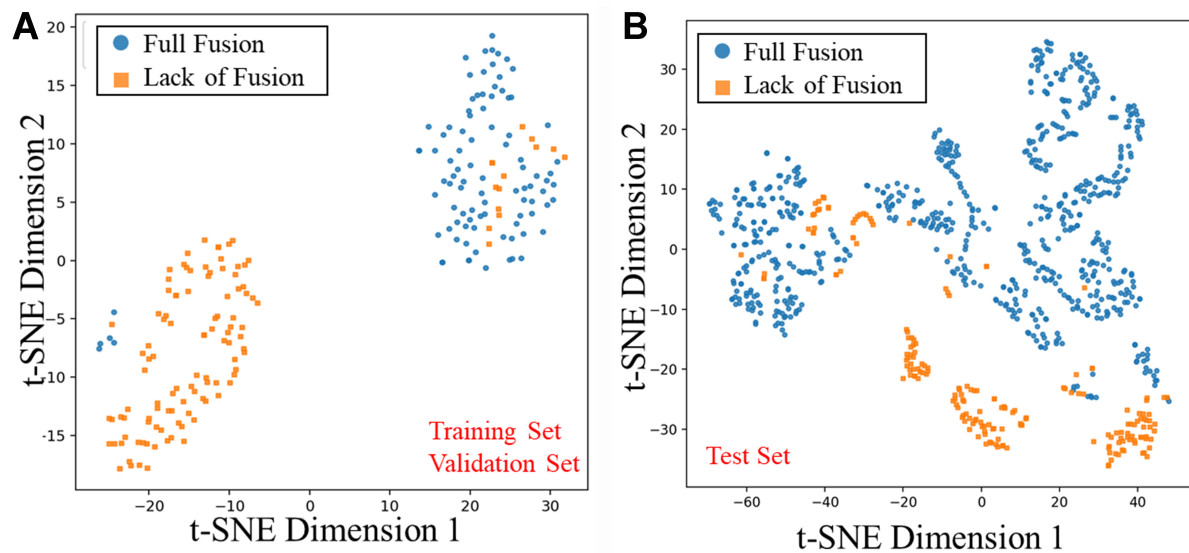 A
Full Fusion
Lack of Fusion
20
15
10
5
0
-5
-10
-15
t-SNE Dimension 2
Training Set
Validation Set
−20
−10
0
10
20
30
t-SNE Dimension 1
B
Full Fusion
Lack of Fusion
30
20
10
0
−10
−20
−30
t-SNE Dimension 2
Test Set
−60
−40
−20
0
20
40
t-SNE Dimension 1